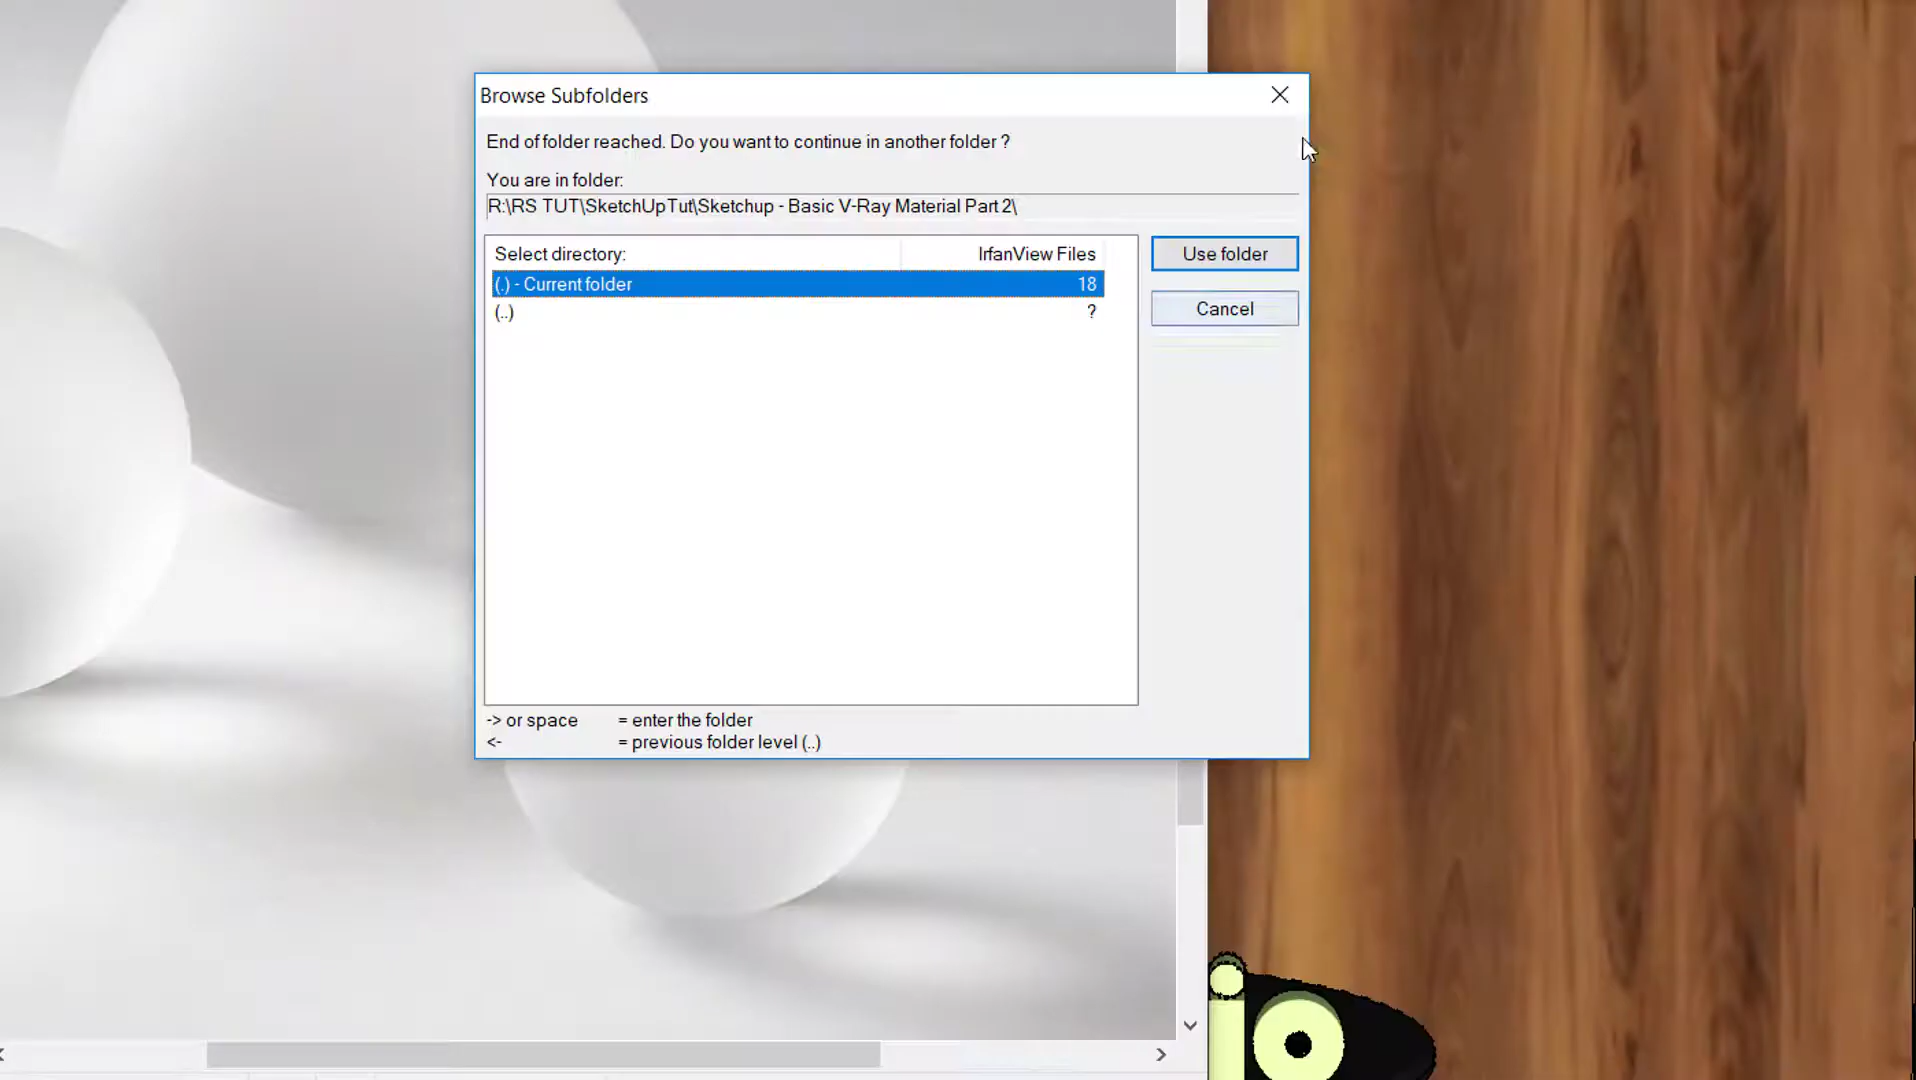 Browse Subfolders
End of folder reached. Do you want to continue in another folder ?
You are in folder:
R:\RS TUT\SketchUpTut\Sketchup - Basic V-Ray Material Part 2\
Select directory: IrfanView Files
(.) - Current folder 18
(..) ?
Use folder
Cancel
-> or space = enter the folder
<- = previous folder level (..)